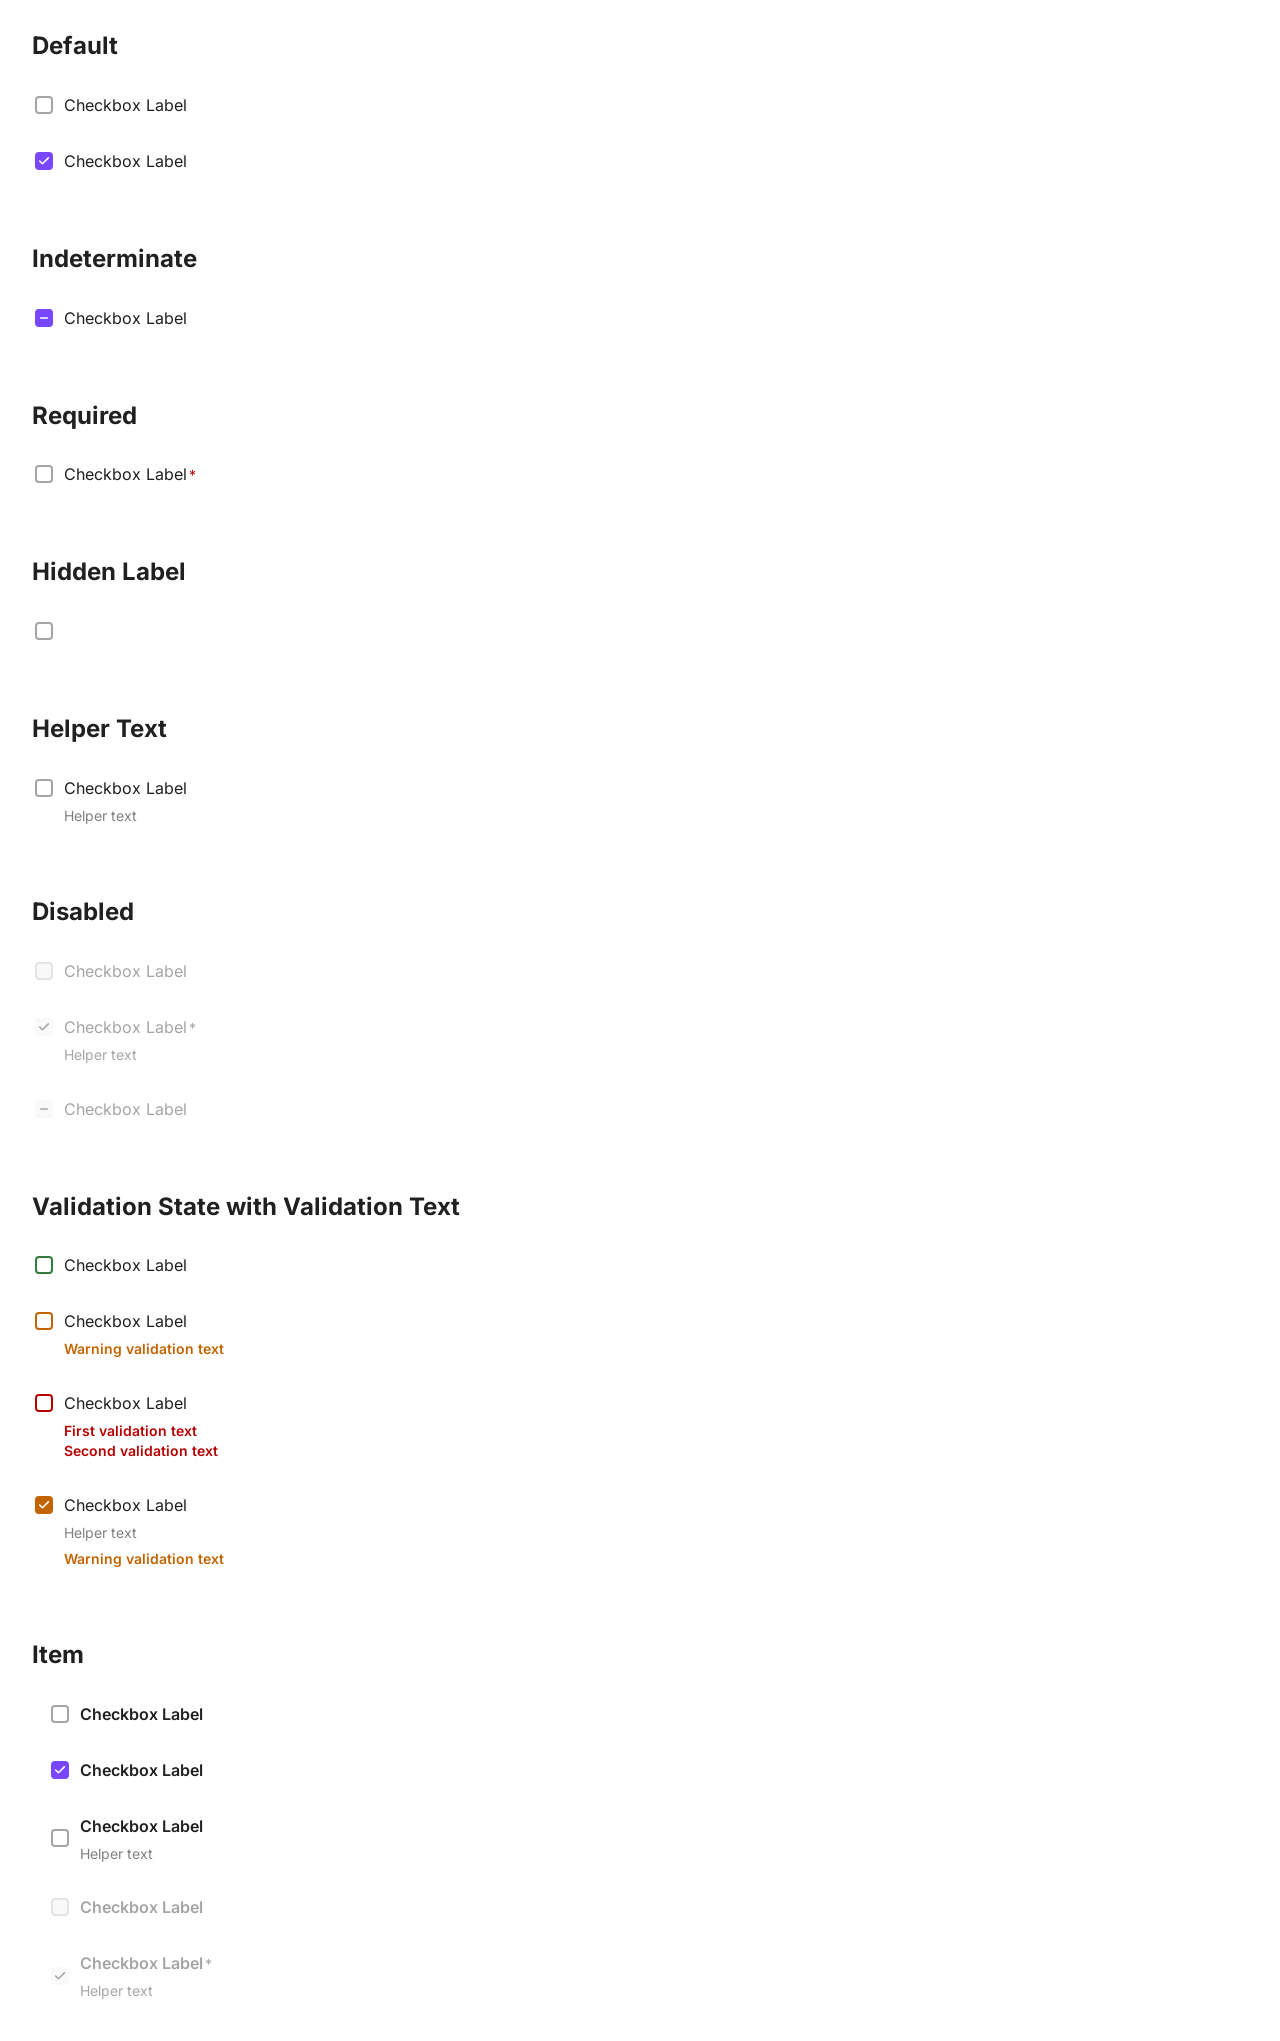 Default
Checkbox Label
Checkbox Label
Indeterminate
Checkbox Label
Required
Checkbox Label*
Hidden Label
Helper Text
Checkbox Label
Helper text
Disabled
Checkbox Label
Checkbox Label*
Helper text
Checkbox Label
Validation State with Validation Text
Checkbox Label
Checkbox Label
Warning validation text
Checkbox Label
First validation text
Second validation text
Checkbox Label
Helper text
Warning validation text
Item
Checkbox Label
Checkbox Label
Checkbox Label
Helper text
Checkbox Label
Checkbox Label*
Helper text